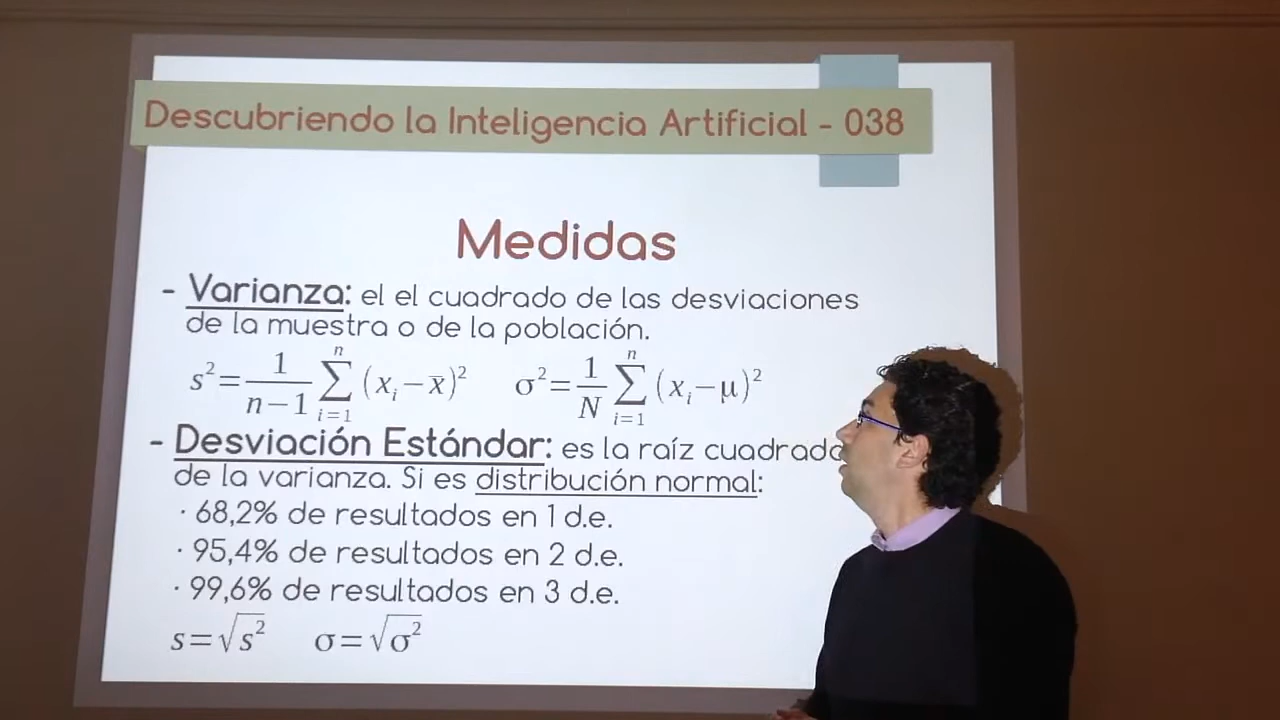 Descubriendo la Inteligencia Artificial - 038
Medidas
- Varianza: el el cuadrado de las desviaciones
de la muestra o de la población.
s²=1/(n−1) ∑_{i=1}^{n} (x_i−x̄)² σ²=1/N ∑_{i=1}^{n} (x_i−μ)²
- Desviación Estándar: es la raíz cuadrada
de la varianza. Si es distribución normal:
· 68,2% de resultados en 1 d.e.
· 95,4% de resultados en 2 d.e.
· 99,6% de resultados en 3 d.e.
s=√s² σ=√σ²